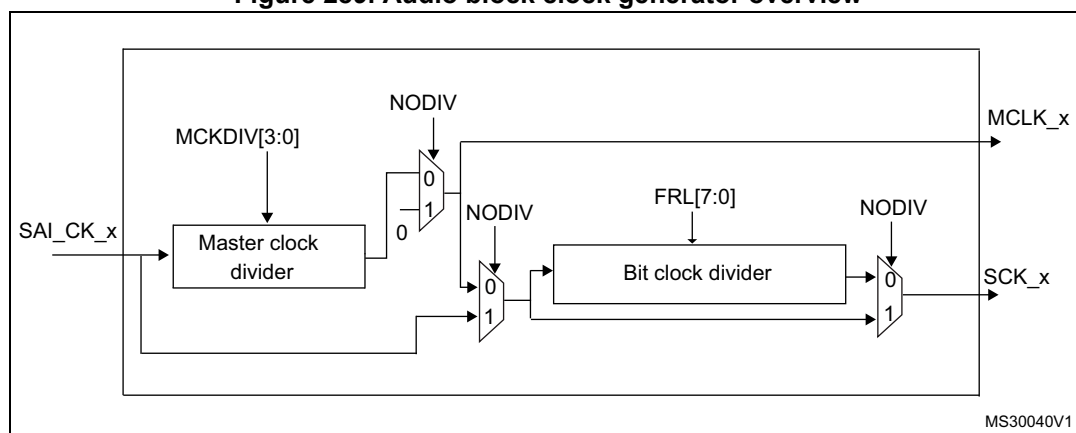 Figure 289. Audio block clock generator overview
NODIV
MCLK_x
MCKDIV[3:0]
0
1
0
NODIV
FRL[7:0]
NODIV
SAI_CK_x
Master clock
divider
Bit clock divider
0
1
0
1
SCK_x
MS30040V1